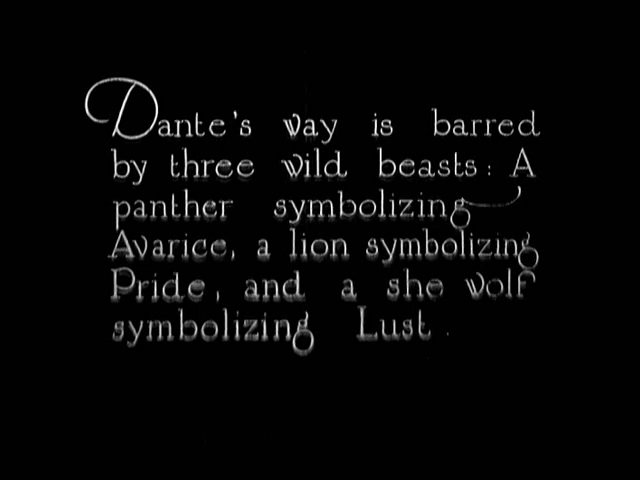 Dante's way is barred
by three wild beasts: A
panther symbolizing
Avarice, a lion symbolizing
Pride, and a she wolf
symbolizing Lust.